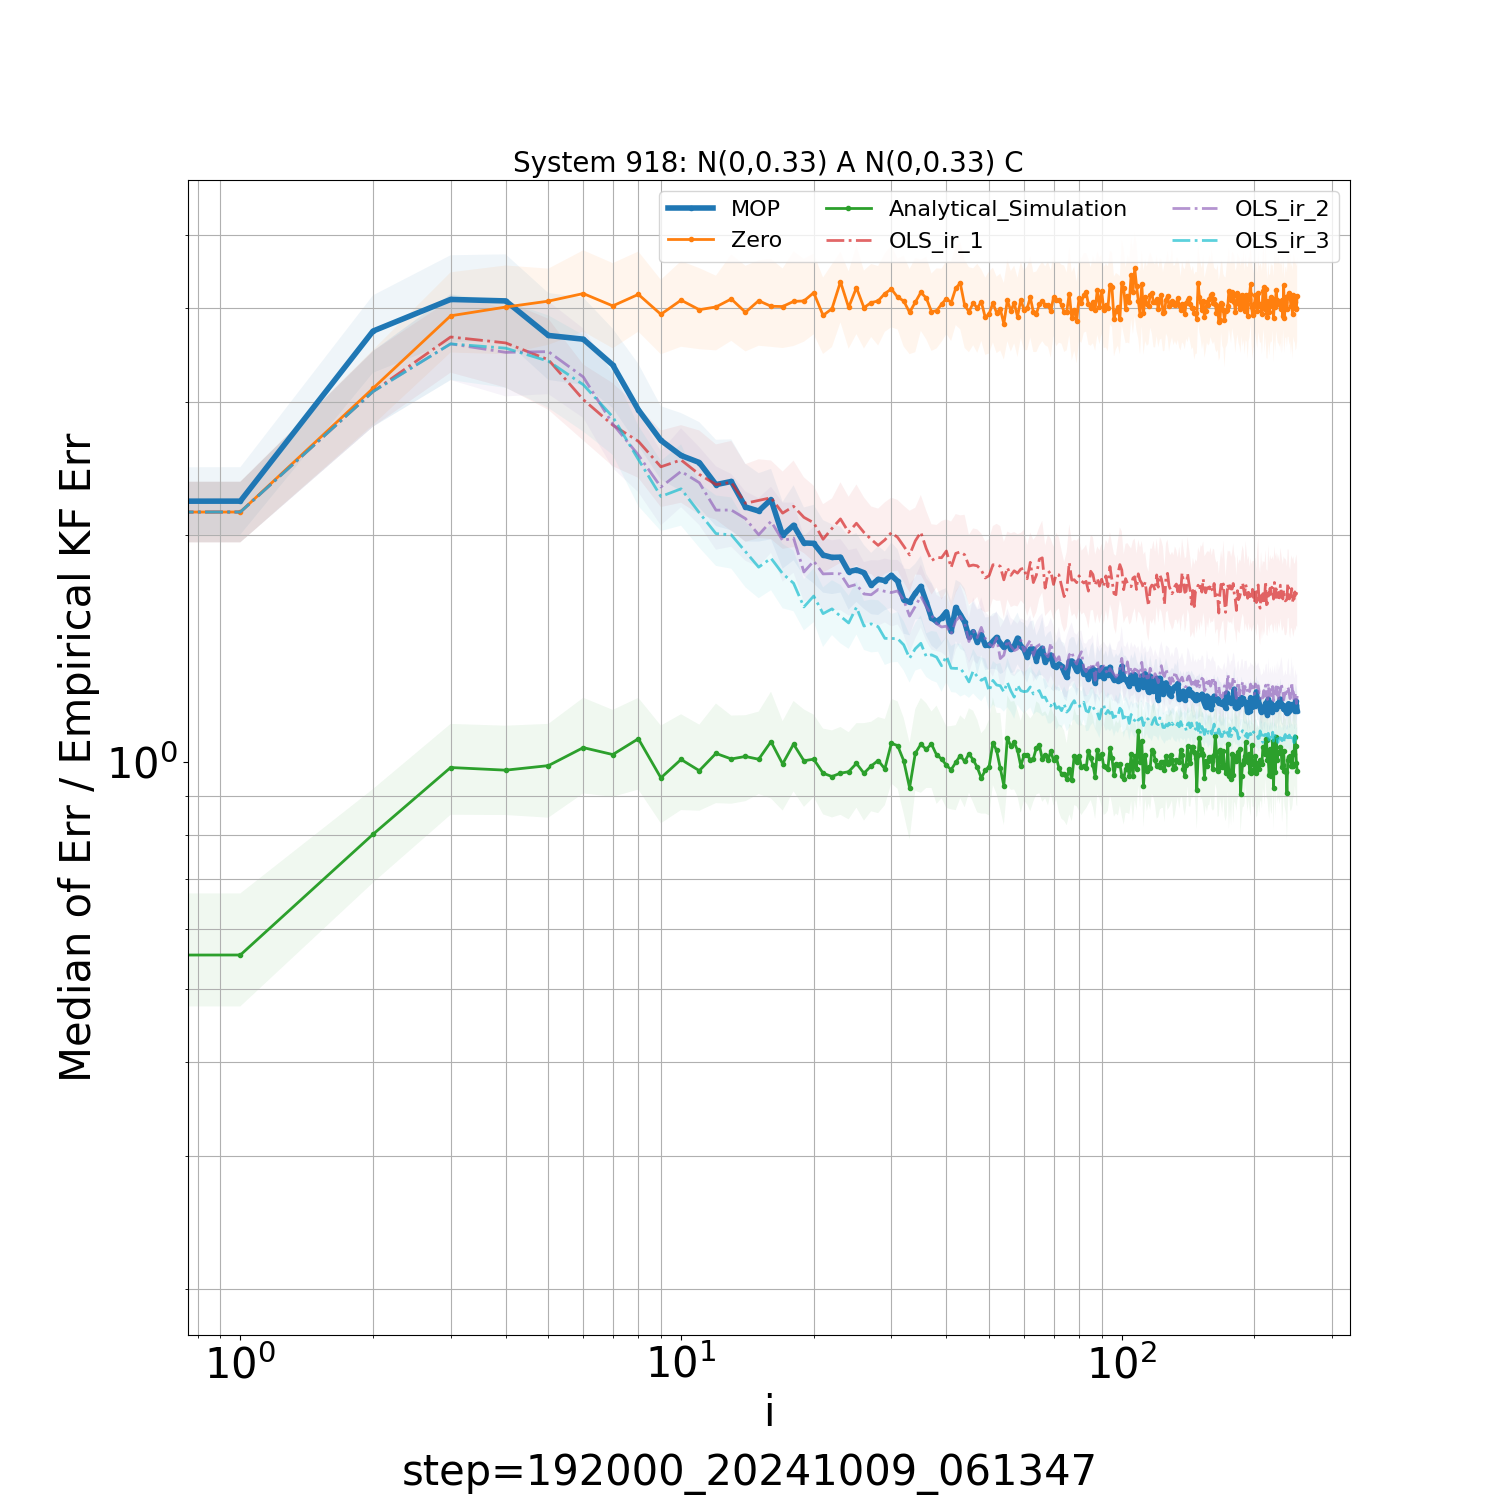 System 918: N(0,0.33) A N(0,0.33) C
MOP
Zero
Analytical_Simulation
OLS_ir_1
OLS_ir_2
OLS_ir_3
Median of Err / Empirical KF Err
10⁰
10⁰ 10¹ 10²
i
step=192000_20241009_061347